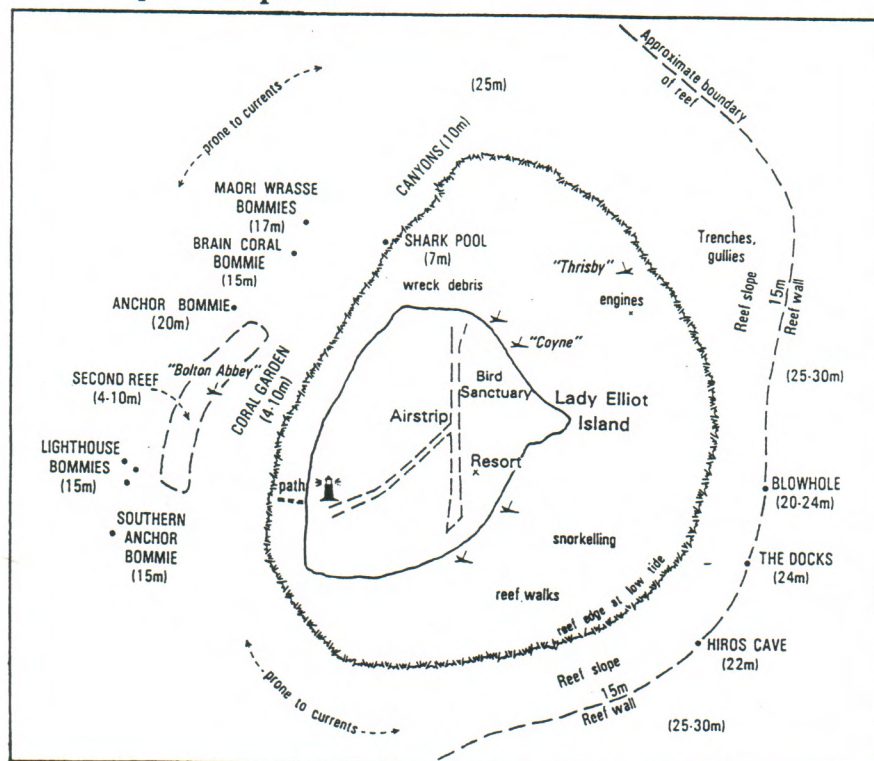 Approximate boundary
of reef
(25m)
prone to currents
CANYONS (10m)
MAORI WRASSE
BOMMIES
(17m)
BRAIN CORAL
BOMMIE
(15m)
SHARK POOL
(7m)
wreck debris
Trenches,
gullies
"Thrisby"
engines
Reef slope
15m
Reef wall
ANCHOR BOMMIE
(20m)
"Coyne"
"Bolton Abbey"
SECOND REEF
(4-10m)
CORAL GARDEN
(4-10m)
Bird
Sanctuary
(25-30m)
Lady Elliot
Island
Airstrip
LIGHTHOUSE
BOMMIES
(15m)
Resort
path
BLOWHOLE
(20-24m)
SOUTHERN
ANCHOR
BOMMIE
(15m)
snorkelling
THE DOCKS
(24m)
reef walks
reef edge at low tide
HIROS CAVE
(22m)
Reef slope
15m
Reef wall
prone to currents
(25-30m)